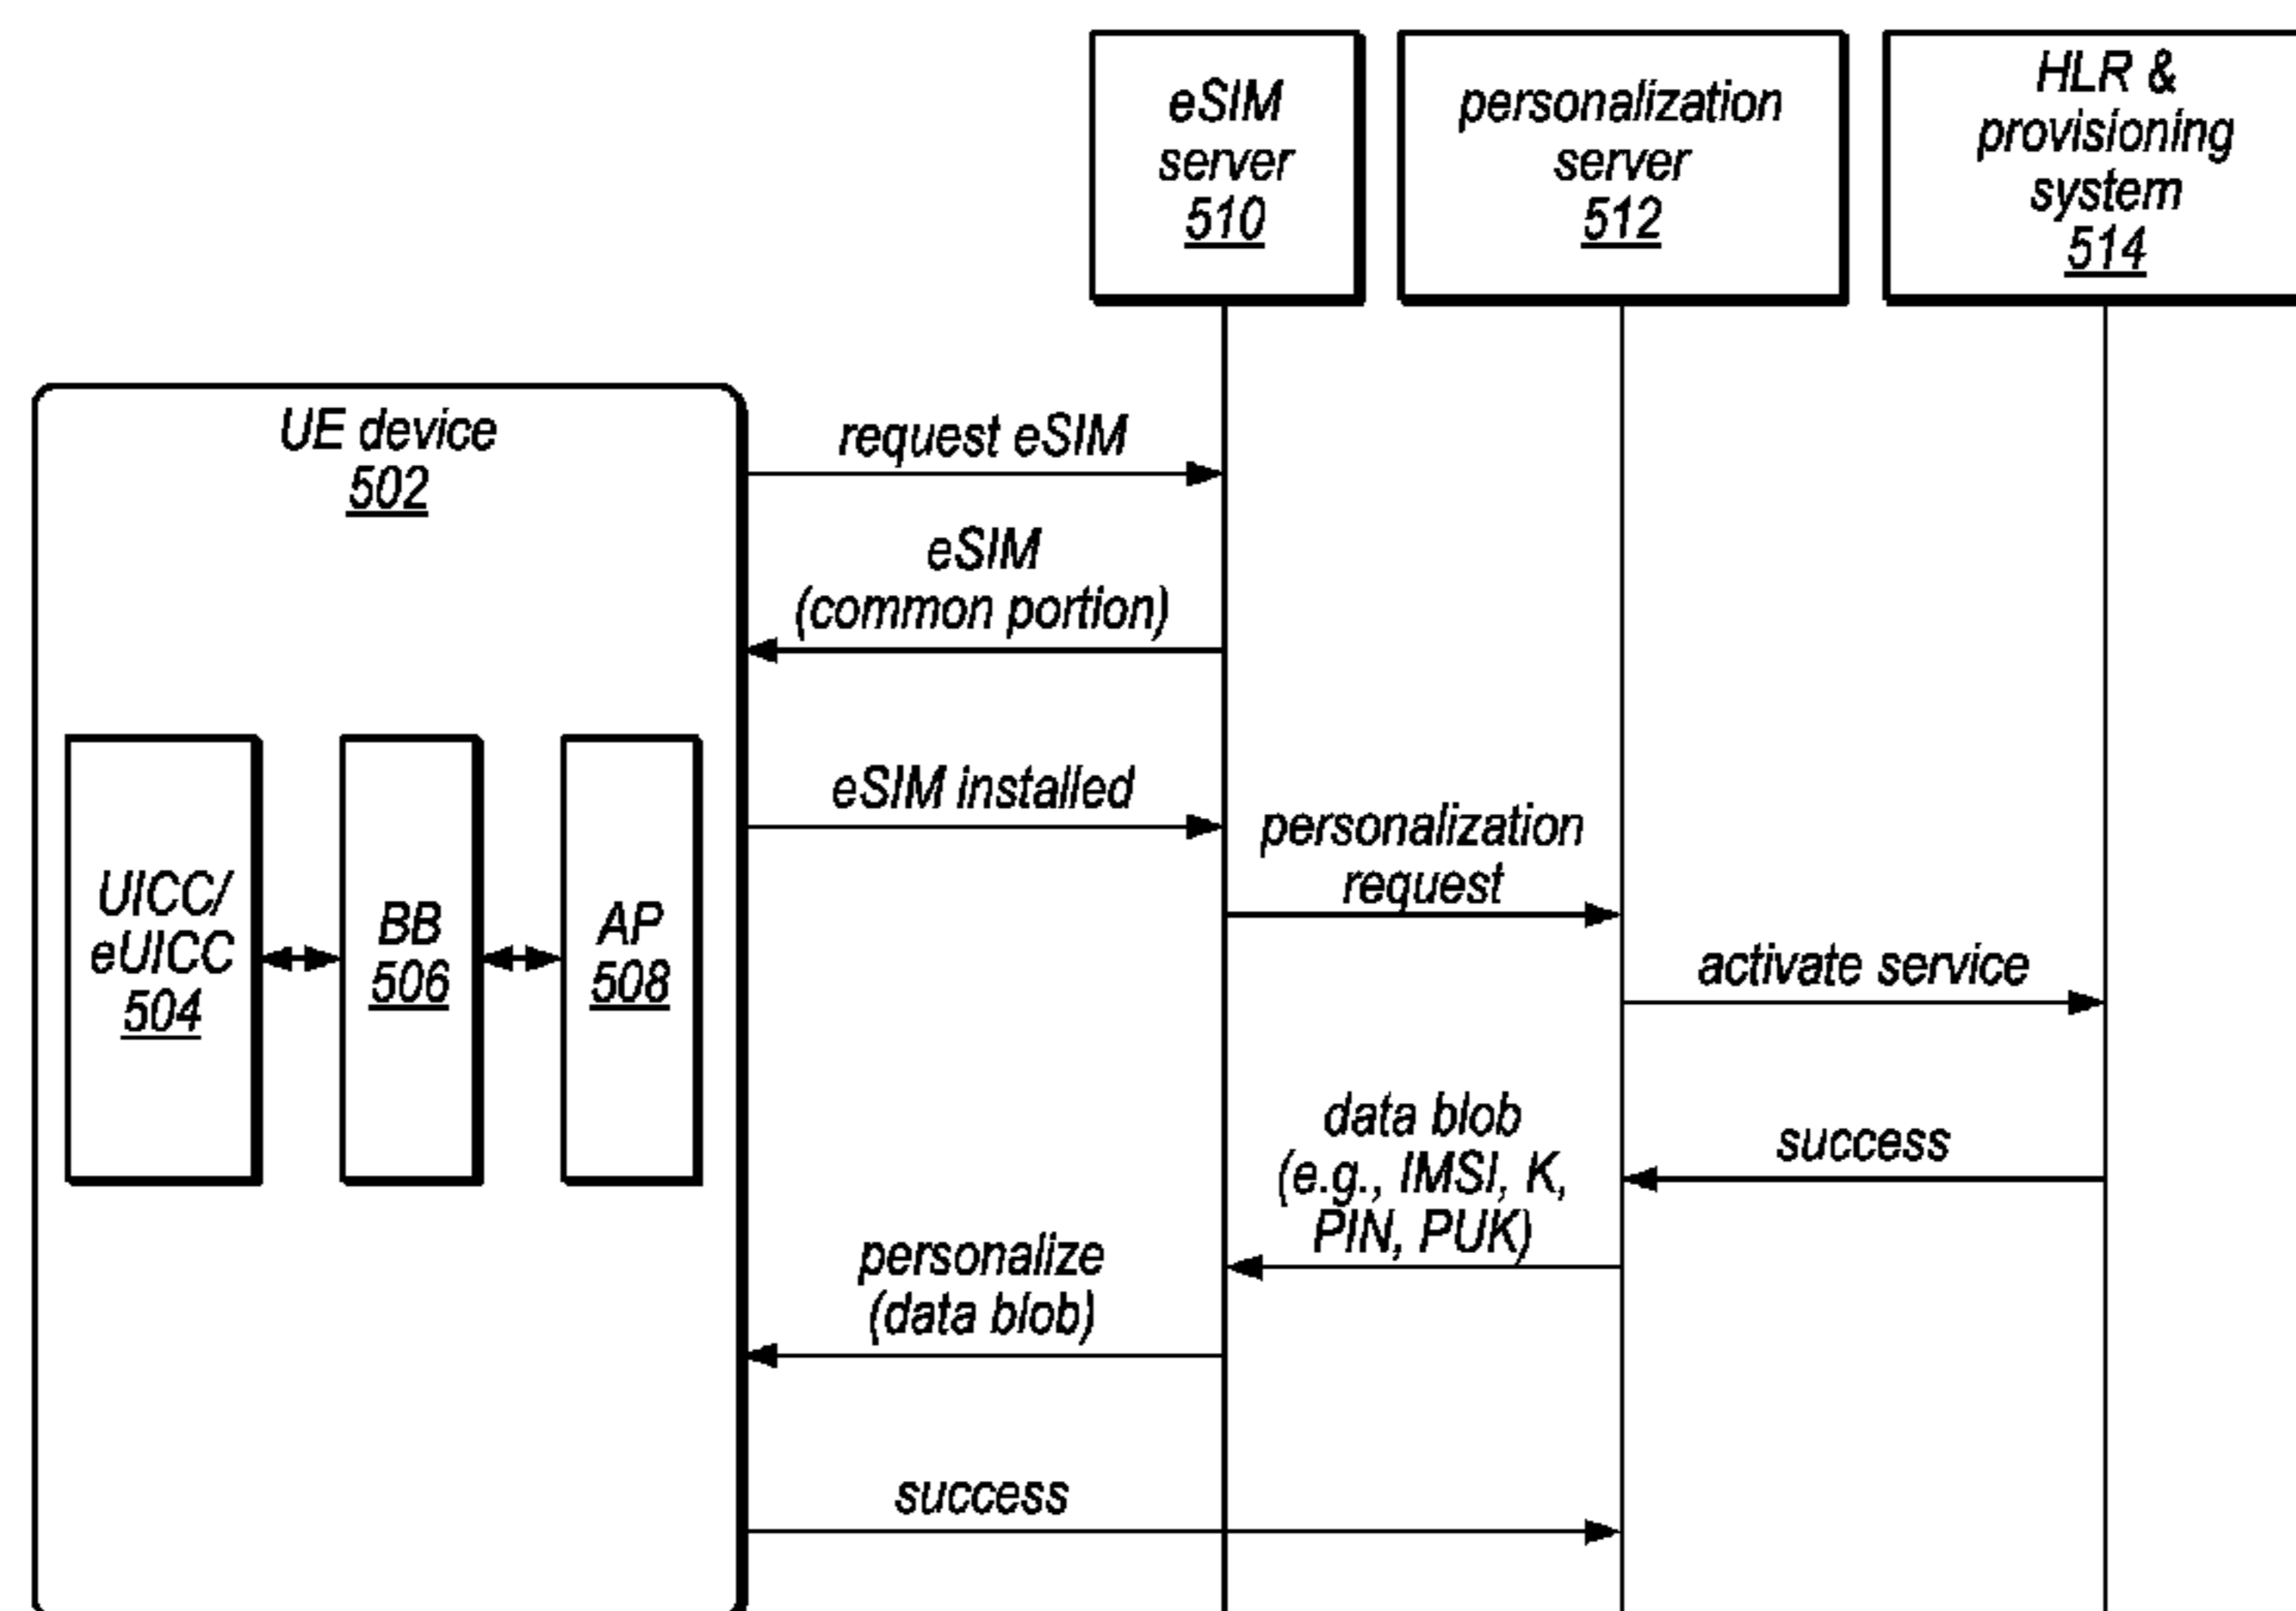 eSIM
server
510
personalization
server
512
HLR &
provisioning
system
514
UE device
502
request eSIM
eSIM
(common portion)
eSIM installed
UICC/
eUICC
504
BB
506
AP
508
personalization
request
activate service
success
data blob
(e.g., IMSI, K,
PIN, PUK)
personalize
(data blob)
success